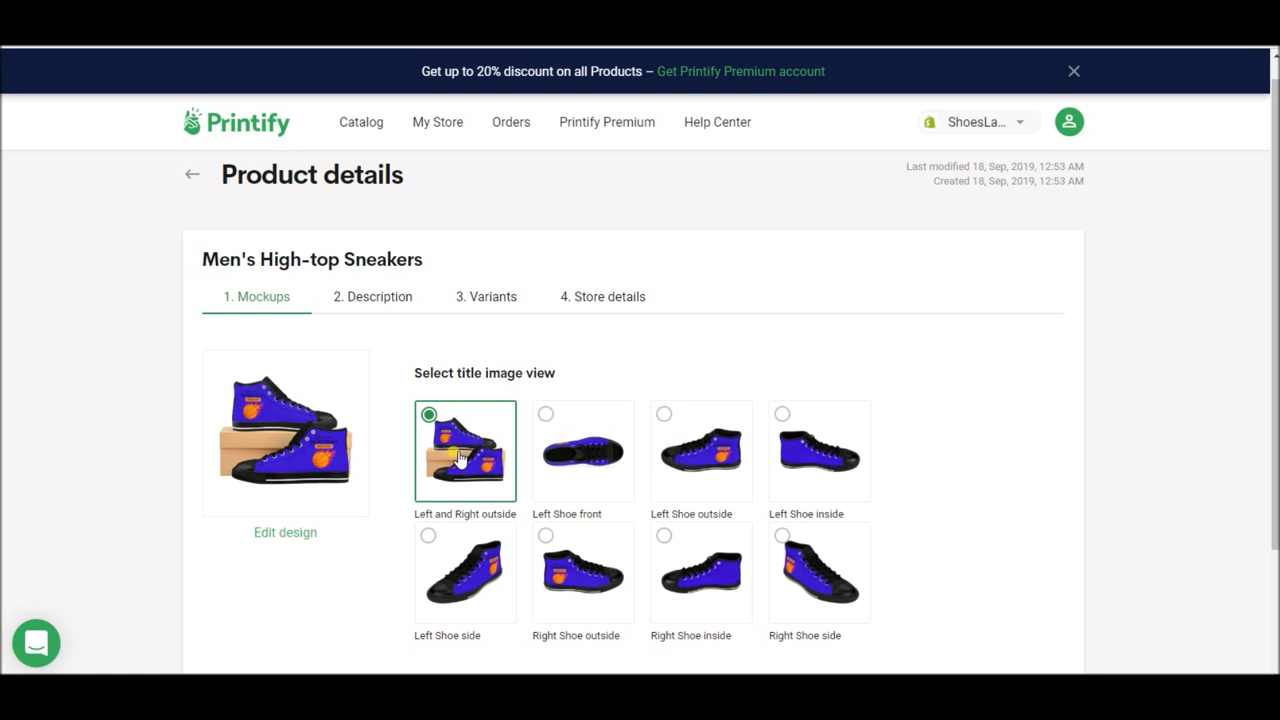 Get up to 20% discount on all Products – Get Printify Premium account
Printify
Catalog
My Store
Orders
Printify Premium
Help Center
ShoesLa...
Product details
Last modified 18, Sep, 2019, 12:53 AM
Created 18, Sep, 2019, 12:53 AM
Men's High-top Sneakers
1. Mockups
2. Description
3. Variants
4. Store details
Select title image view
Left and Right outside
Left Shoe front
Left Shoe outside
Left Shoe inside
Edit design
Left Shoe side
Right Shoe outside
Right Shoe inside
Right Shoe side